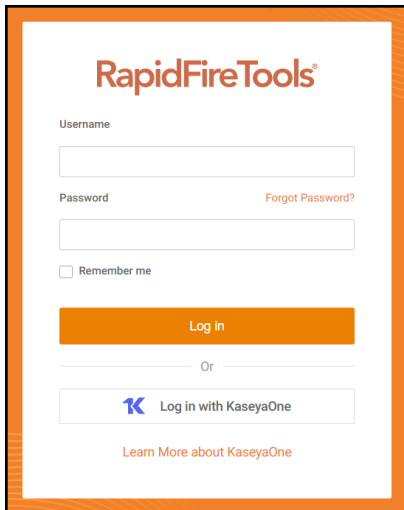 RapidFireTools®
Username
Password Forgot Password?
Remember me
Log in
Or
Log in with KaseyaOne
Learn More about KaseyaOne